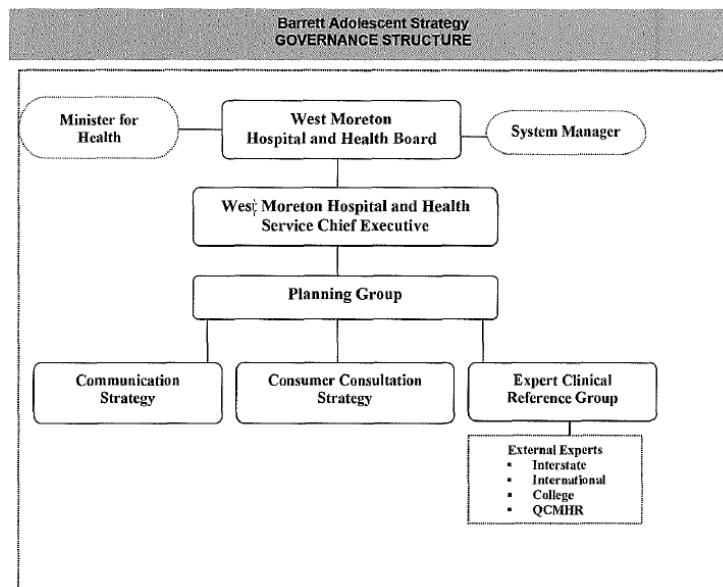 Barrett Adolescent Strategy
GOVERNANCE STRUCTURE
Minister for
Health
West Moreton
Hospital and Health Board
System Manager
West Moreton Hospital and Health
Service Chief Executive
Planning Group
Communication
Strategy
Consumer Consultation
Strategy
Expert Clinical
Reference Group
External Experts
▪ Interstate
▪ International
▪ College
▪ QCMHR